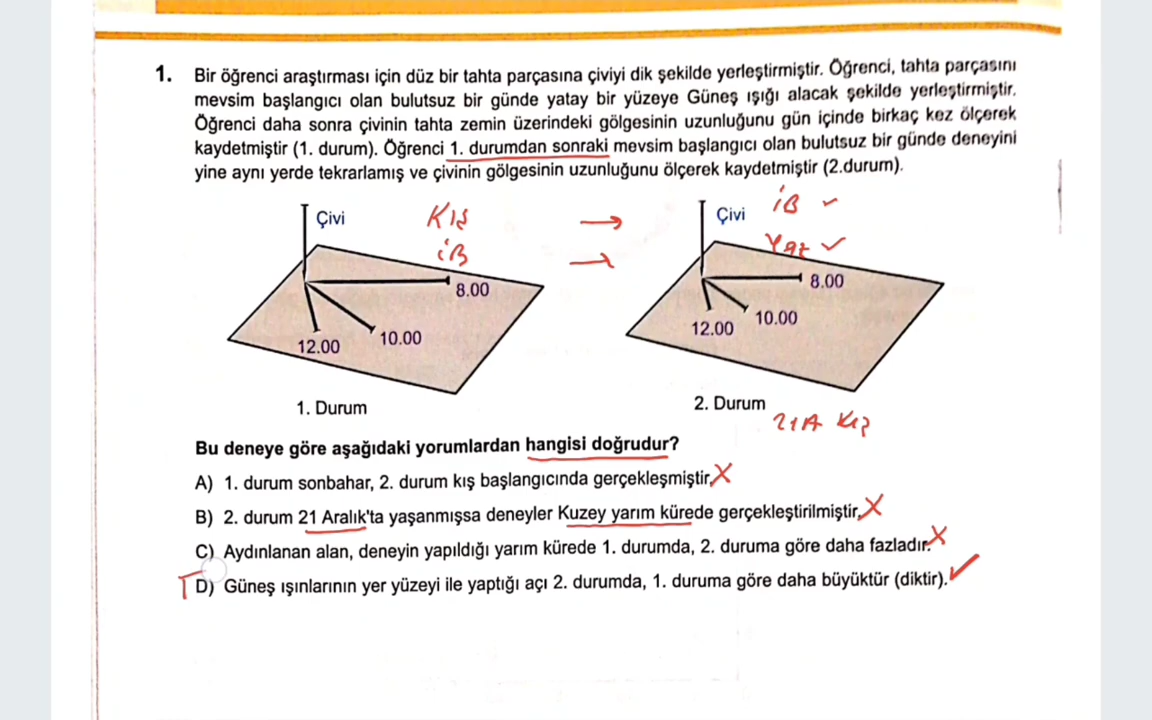 1. Bir öğrenci araştırması için düz bir tahta parçasına çiviyi dik şekilde yerleştirmiştir. Öğrenci, tahta parçasını
mevsim başlangıcı olan bulutsuz bir günde yatay bir yüzeye Güneş ışığı alacak şekilde yerleştirmiştir.
Öğrenci daha sonra çivinin tahta zemin üzerindeki gölgesinin uzunluğunu gün içinde birkaç kez ölçerek
kaydetmiştir (1. durum). Öğrenci 1. durumdan sonraki mevsim başlangıcı olan bulutsuz bir günde deneyini
yine aynı yerde tekrarlamış ve çivinin gölgesinin uzunluğunu ölçerek kaydetmiştir (2.durum).
Çivi
Kış
iB
8.00
10.00
12.00
1. Durum
Çivi
iB
Yaz
8.00
10.00
12.00
2. Durum
21A Kış
Bu deneye göre aşağıdaki yorumlardan hangisi doğrudur?
A) 1. durum sonbahar, 2. durum kış başlangıcında gerçekleşmiştir.
B) 2. durum 21 Aralık'ta yaşanmışsa deneyler Kuzey yarım kürede gerçekleştirilmiştir.
C) Aydınlanan alan, deneyin yapıldığı yarım kürede 1. durumda, 2. duruma göre daha fazladır.
D) Güneş ışınlarının yer yüzeyi ile yaptığı açı 2. durumda, 1. duruma göre daha büyüktür (diktir).